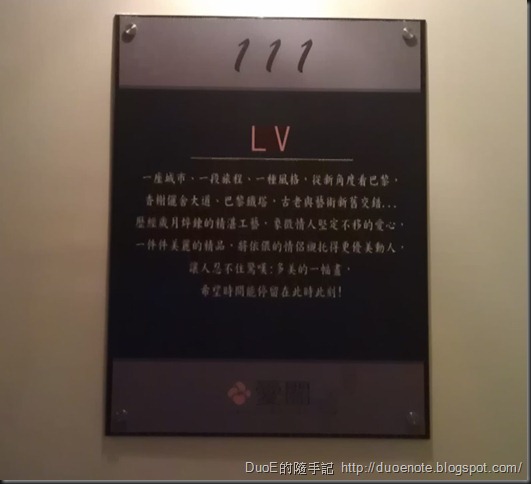 111
LV
一座城市、一段旅程、一種風格，從新角度看巴黎，
香榭儷舍大道、巴黎鐵塔，古老與藝術新舊交錯...
歷經歲月焠鍊的精湛工藝，象徵情人堅定不移的愛心，
一件件美麗的精品，將依偎的情侶襯托得更優美動人，
讓人忍不住驚嘆:多美的一幅畫，
希望時間能停留在此時此刻!
DuoE的隨手記 http://duoenote.blogspot.com/